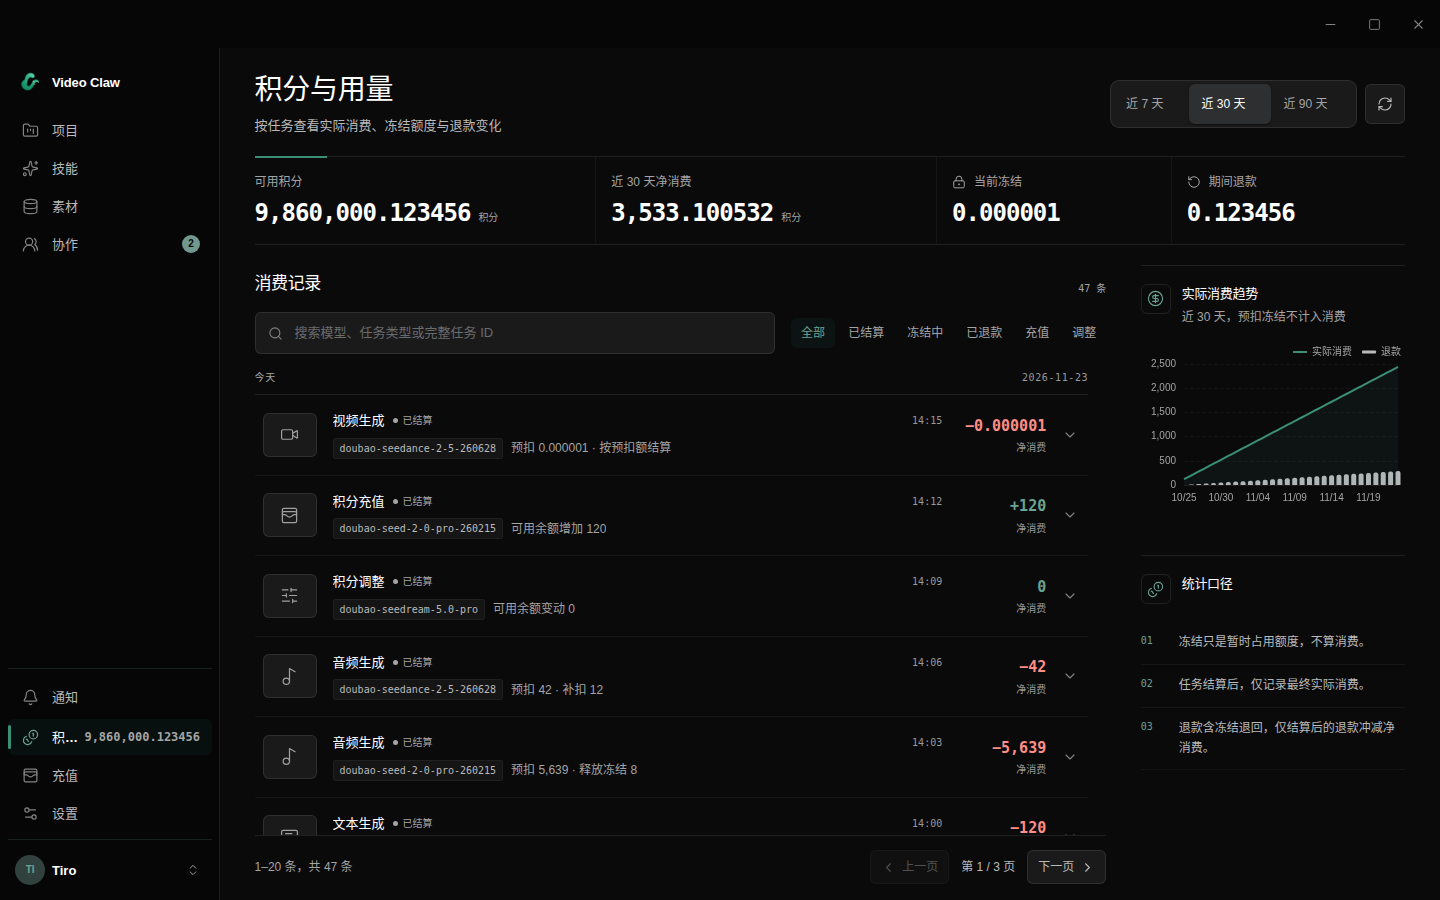 Video Claw
项目
技能
素材
协作 2
通知
积... 9,860,000.123456
充值
设置
TI Tiro
积分与用量
按任务查看实际消费、冻结额度与退款变化
近 7 天 近 30 天 近 90 天
可用积分
9,860,000.123456 积分
近 30 天净消费
3,533.100532 积分
当前冻结
0.000001
期间退款
0.123456
消费记录
47 条
搜索模型、任务类型或完整任务 ID
全部 已结算 冻结中 已退款 充值 调整
今天 2026-11-23
视频生成 已结算 14:15 −0.000001
doubao-seedance-2-5-260628 预扣 0.000001 · 按预扣额结算 净消费
积分充值 已结算 14:12 +120
doubao-seed-2-0-pro-260215 可用余额增加 120 净消费
积分调整 已结算 14:09 0
doubao-seedream-5.0-pro 可用余额变动 0 净消费
音频生成 已结算 14:06 −42
doubao-seedance-2-5-260628 预扣 42 · 补扣 12 净消费
音频生成 已结算 14:03 −5,639
doubao-seed-2-0-pro-260215 预扣 5,639 · 释放冻结 8 净消费
文本生成 已结算 14:00 −120
1–20 条，共 47 条
上一页 第 1 / 3 页 下一页
实际消费趋势
近 30 天，预扣冻结不计入消费
实际消费 退款
2,500
2,000
1,500
1,000
500
0
10/25 10/30 11/04 11/09 11/14 11/19
统计口径
01 冻结只是暂时占用额度，不算消费。
02 任务结算后，仅记录最终实际消费。
03 退款含冻结退回，仅结算后的退款冲减净
消费。